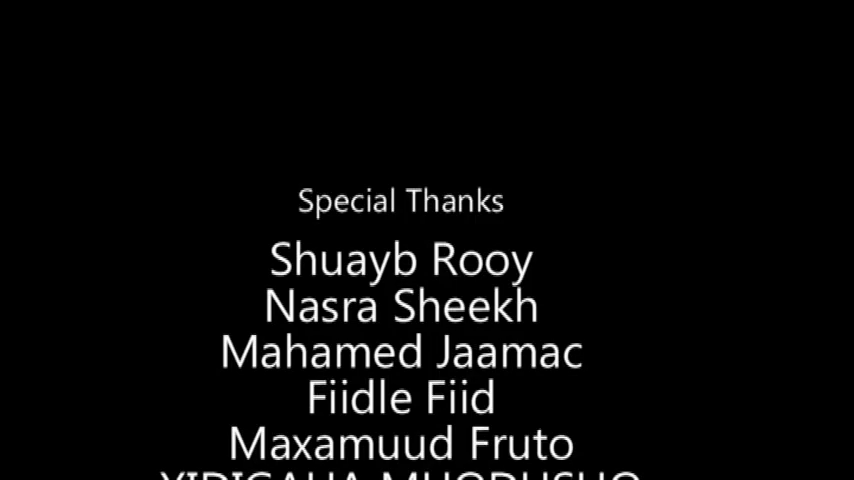 Special Thanks
Shuayb Rooy
Nasra Sheekh
Mahamed Jaamac
Fiidle Fiid
Maxamuud Fruto